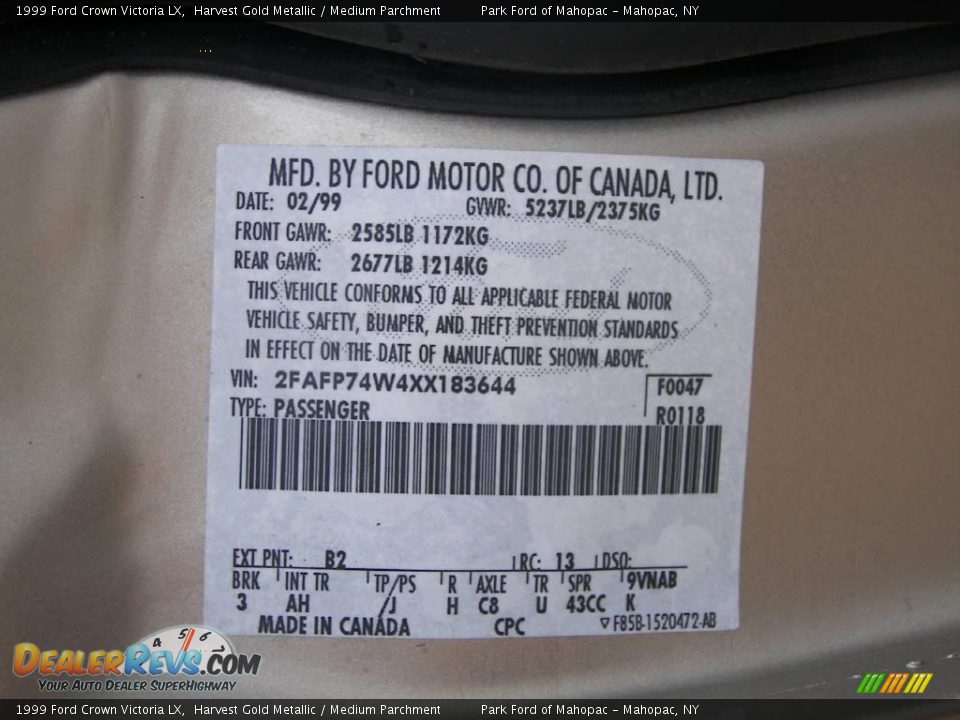 1999 Ford Crown Victoria LX,  Harvest Gold Metallic / Medium Parchment          Park Ford of Mahopac - Mahopac, NY
MFD. BY FORD MOTOR CO. OF CANADA, LTD.
DATE: 02/99 GVWR: 5237LB/2375KG
FRONT GAWR: 2585LB 1172KG
REAR GAWR: 2677LB 1214KG
THIS VEHICLE CONFORMS TO ALL APPLICABLE FEDERAL MOTOR
VEHICLE SAFETY, BUMPER, AND THEFT PREVENTION STANDARDS
IN EFFECT ON THE DATE OF MANUFACTURE SHOWN ABOVE.
VIN: 2FAFP74W4XX183644 F0047
TYPE: PASSENGER R0118
EXT PNT: B2 RC: 13 DSO:
BRK INT TR TP/PS R AXLE TR SPR 9VNAB
3 AH /J H C8 U 43CC K
MADE IN CANADA CPC ▽ F85B-1520472-AB
4 5 6
DEALERREVS.COM
YOUR AUTO DEALER SUPERHIGHWAY
1999 Ford Crown Victoria LX,  Harvest Gold Metallic / Medium Parchment          Park Ford of Mahopac - Mahopac, NY